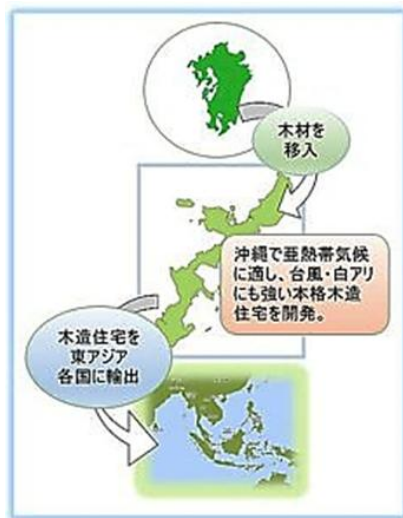 木材を
移入
沖縄で亜熱帯気候
に適し、台風・白アリ
にも強い本格木造
住宅を開発。
木造住宅を
東アジア
各国に輸出